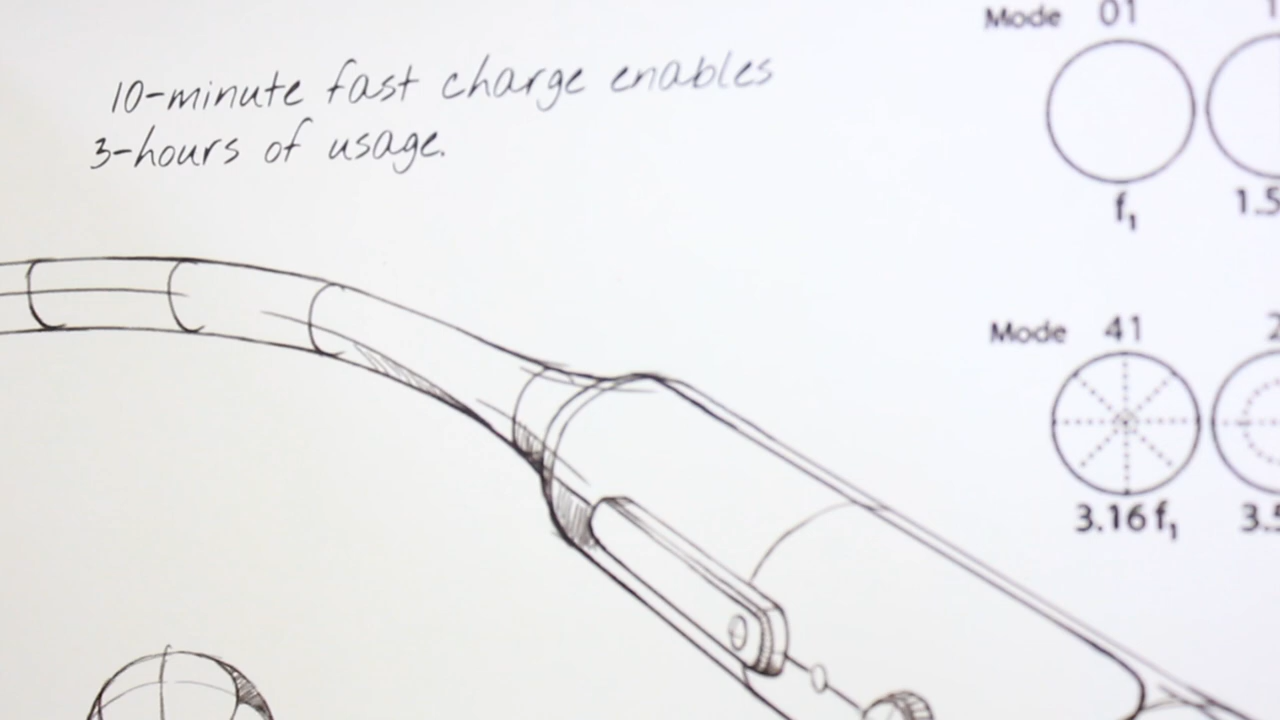 10-minute fast charge enables
3-hours of usage.
Mode 01
f₁
Mode 41
3.16 f₁